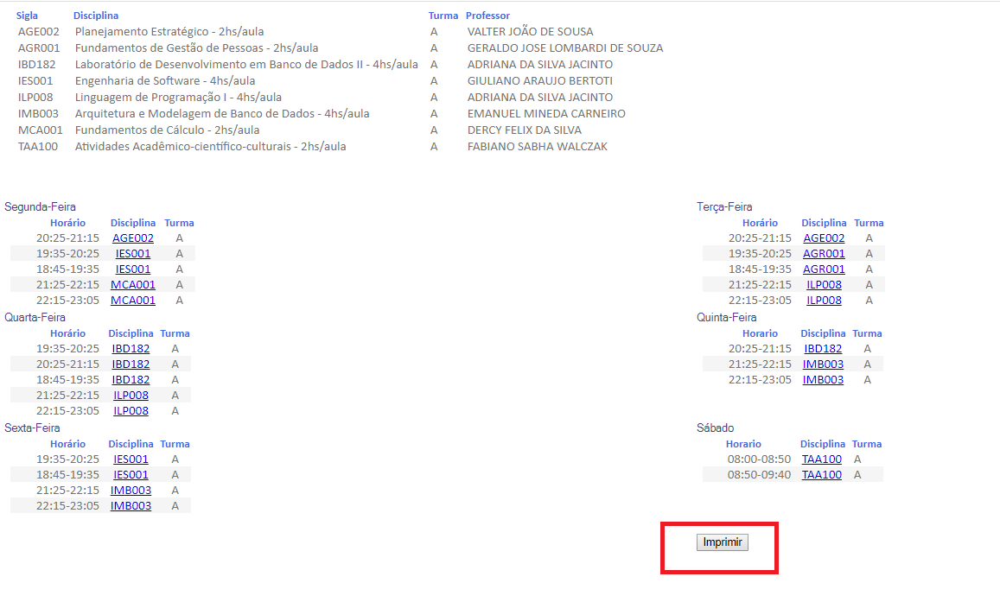 Sigla Disciplina Turma Professor
AGE002 Planejamento Estratégico - 2hs/aula A VALTER JOÃO DE SOUSA
AGR001 Fundamentos de Gestão de Pessoas - 2hs/aula A GERALDO JOSE LOMBARDI DE SOUZA
IBD182 Laboratório de Desenvolvimento em Banco de Dados II - 4hs/aula A ADRIANA DA SILVA JACINTO
IES001 Engenharia de Software - 4hs/aula A GIULIANO ARAUJO BERTOTI
ILP008 Linguagem de Programação I - 4hs/aula A ADRIANA DA SILVA JACINTO
IMB003 Arquitetura e Modelagem de Banco de Dados - 4hs/aula A EMANUEL MINEDA CARNEIRO
MCA001 Fundamentos de Cálculo - 2hs/aula A DERCY FELIX DA SILVA
TAA100 Atividades Acadêmico-científico-culturais - 2hs/aula A FABIANO SABHA WALCZAK
Segunda-Feira
Horário Disciplina Turma
20:25-21:15 AGE002 A
19:35-20:25 IES001 A
18:45-19:35 IES001 A
21:25-22:15 MCA001 A
22:15-23:05 MCA001 A
Terça-Feira
Horário Disciplina Turma
20:25-21:15 AGE002 A
19:35-20:25 AGR001 A
18:45-19:35 AGR001 A
21:25-22:15 ILP008 A
22:15-23:05 ILP008 A
Quarta-Feira
Horário Disciplina Turma
19:35-20:25 IBD182 A
20:25-21:15 IBD182 A
18:45-19:35 IBD182 A
21:25-22:15 ILP008 A
22:15-23:05 ILP008 A
Quinta-Feira
Horario Disciplina Turma
20:25-21:15 IBD182 A
21:25-22:15 IMB003 A
22:15-23:05 IMB003 A
Sexta-Feira
Horário Disciplina Turma
19:35-20:25 IES001 A
18:45-19:35 IES001 A
21:25-22:15 IMB003 A
22:15-23:05 IMB003 A
Sábado
Horario Disciplina Turma
08:00-08:50 TAA100 A
08:50-09:40 TAA100 A
Imprimir